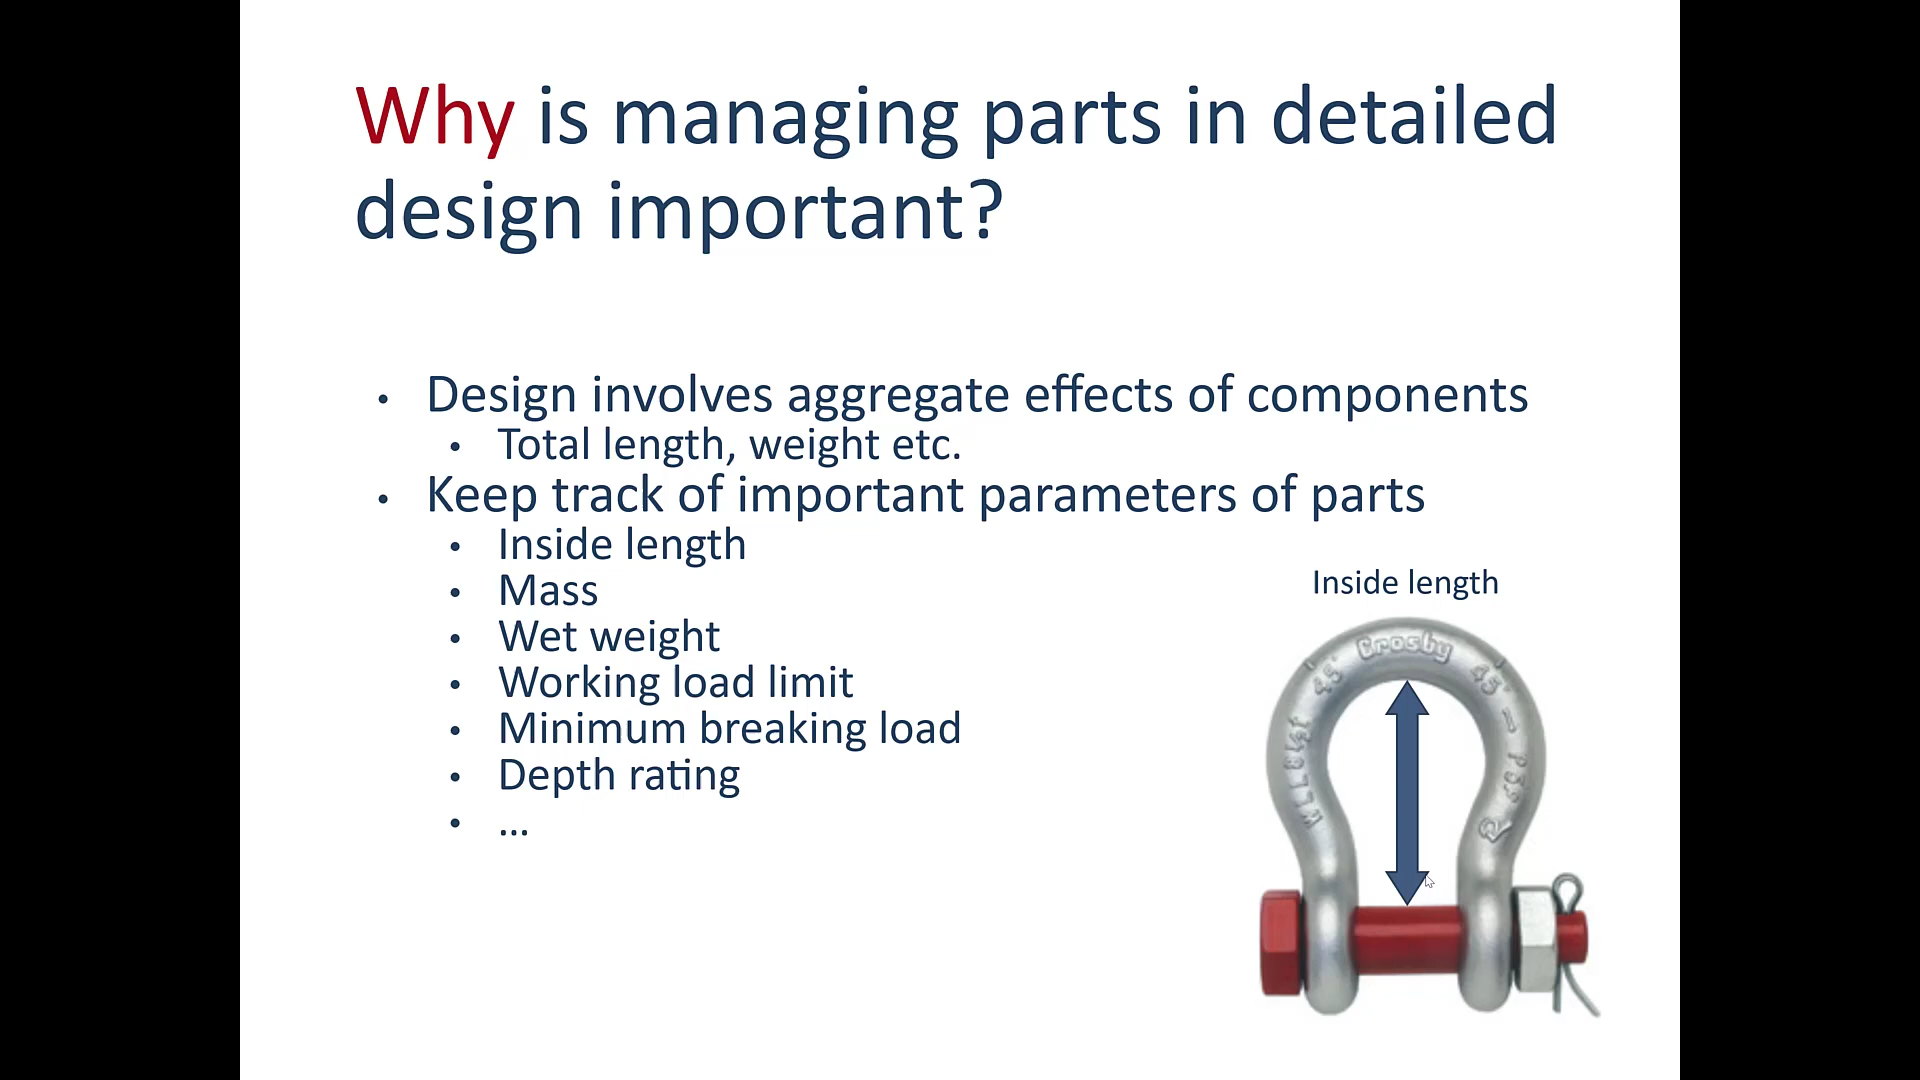 Why is managing parts in detailed
design important?
• Design involves aggregate effects of components
• Total length, weight etc.
• Keep track of important parameters of parts
• Inside length
• Mass
• Wet weight
• Working load limit
• Minimum breaking load
• Depth rating
• ...
Inside length
Crosby
45°
45°